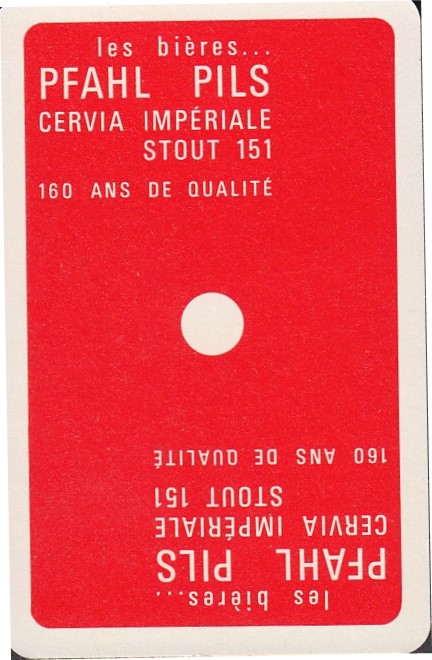 les bières...
PFAHL PILS
CERVIA IMPÉRIALE
STOUT 151
160 ANS DE QUALITÉ
les bières...
PFAHL PILS
CERVIA IMPÉRIALE
STOUT 151
160 ANS DE QUALITÉ